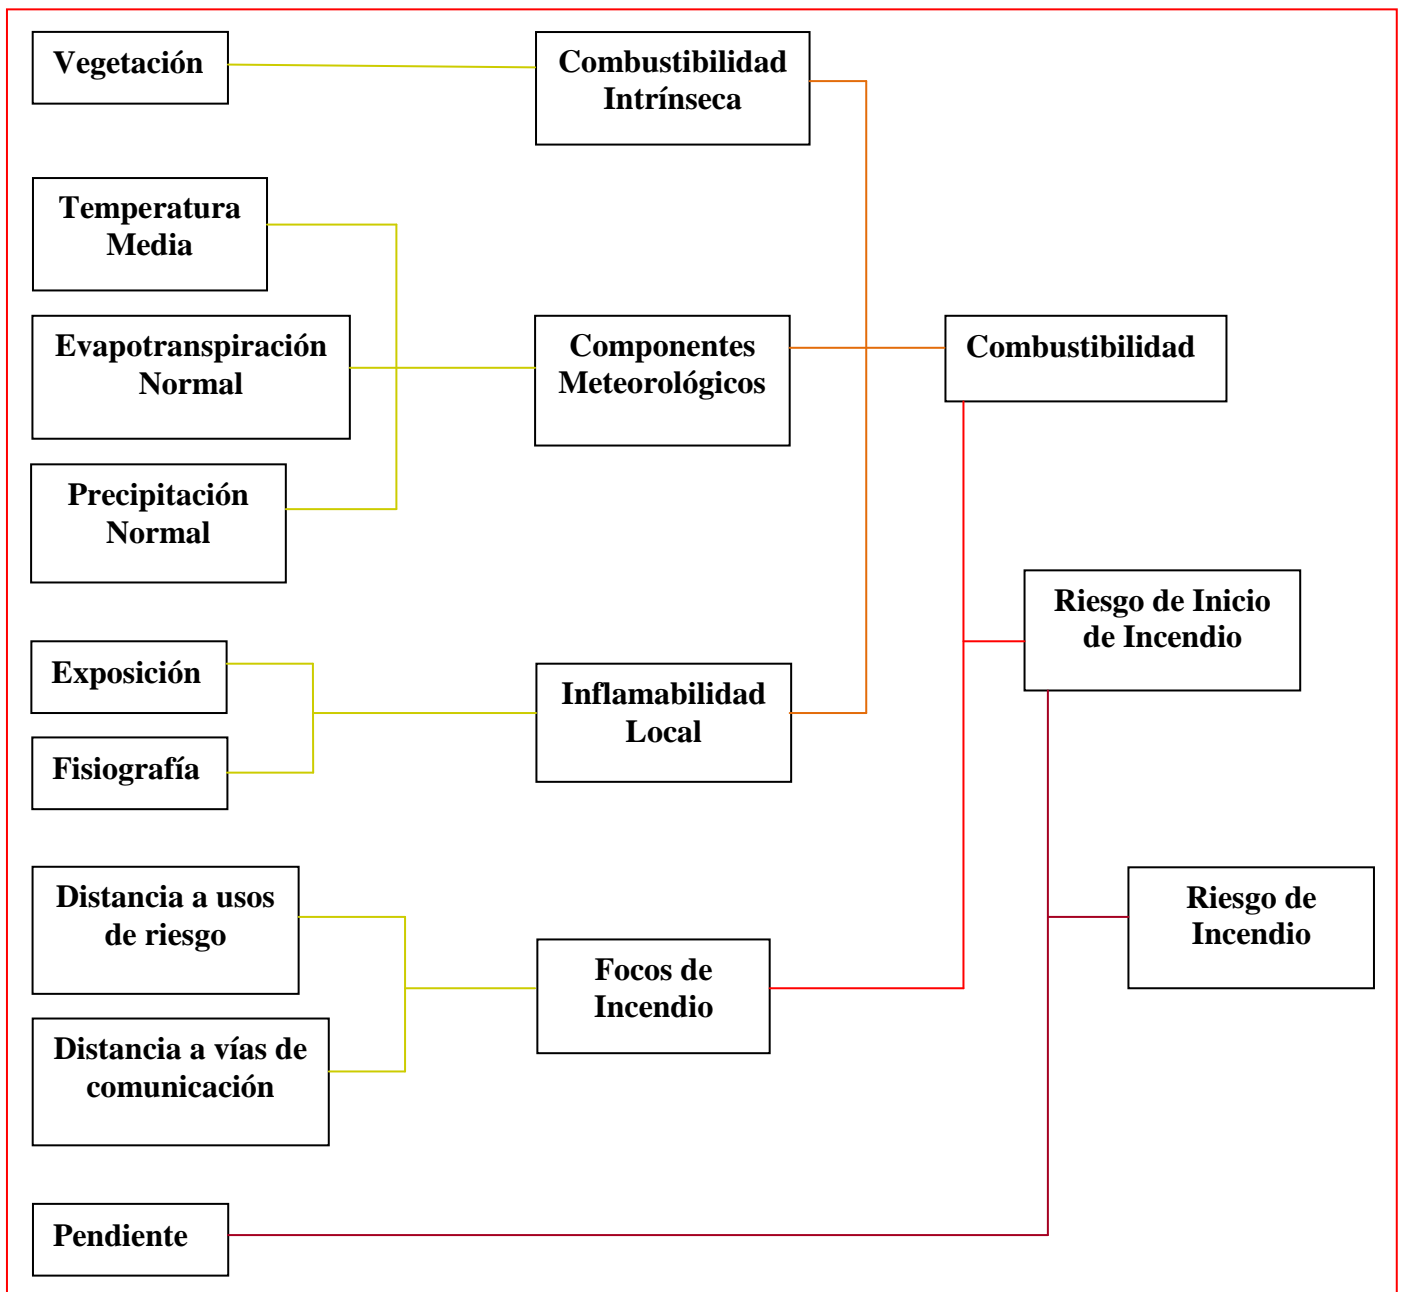 Vegetación
Combustibilidad
Intrínseca
Temperatura
Media
Evapotranspiración
Normal
Componentes
Meteorológicos
Combustibilidad
Precipitación
Normal
Riesgo de Inicio
de Incendio
Exposición
Inflamabilidad
Local
Fisiografía
Distancia a usos
de riesgo
Riesgo de
Incendio
Focos de
Incendio
Distancia a vías de
comunicación
Pendiente